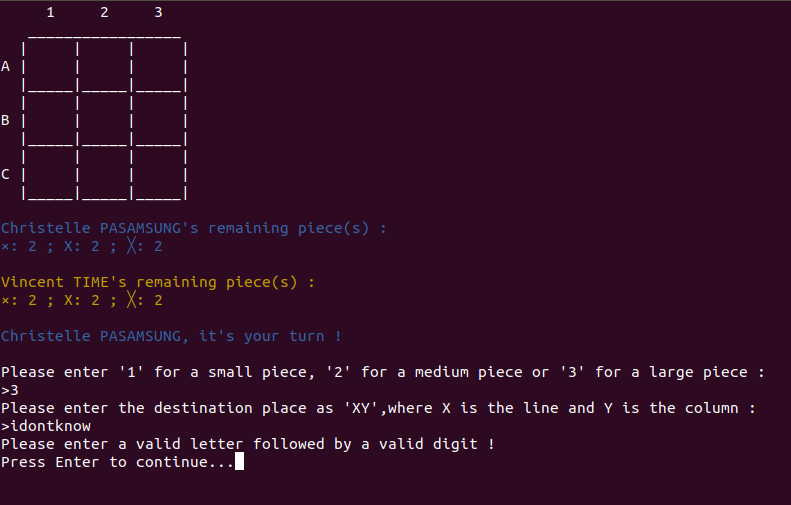 1 2 3
A
B
C
Christelle PASAMSUNG's remaining piece(s) :
×: 2 ; X: 2 ; ╳: 2
Vincent TIME's remaining piece(s) :
×: 2 ; X: 2 ; ╳: 2
Christelle PASAMSUNG, it's your turn !
Please enter '1' for a small piece, '2' for a medium piece or '3' for a large piece :
>3
Please enter the destination place as 'XY',where X is the line and Y is the column :
>idontknow
Please enter a valid letter followed by a valid digit !
Press Enter to continue...